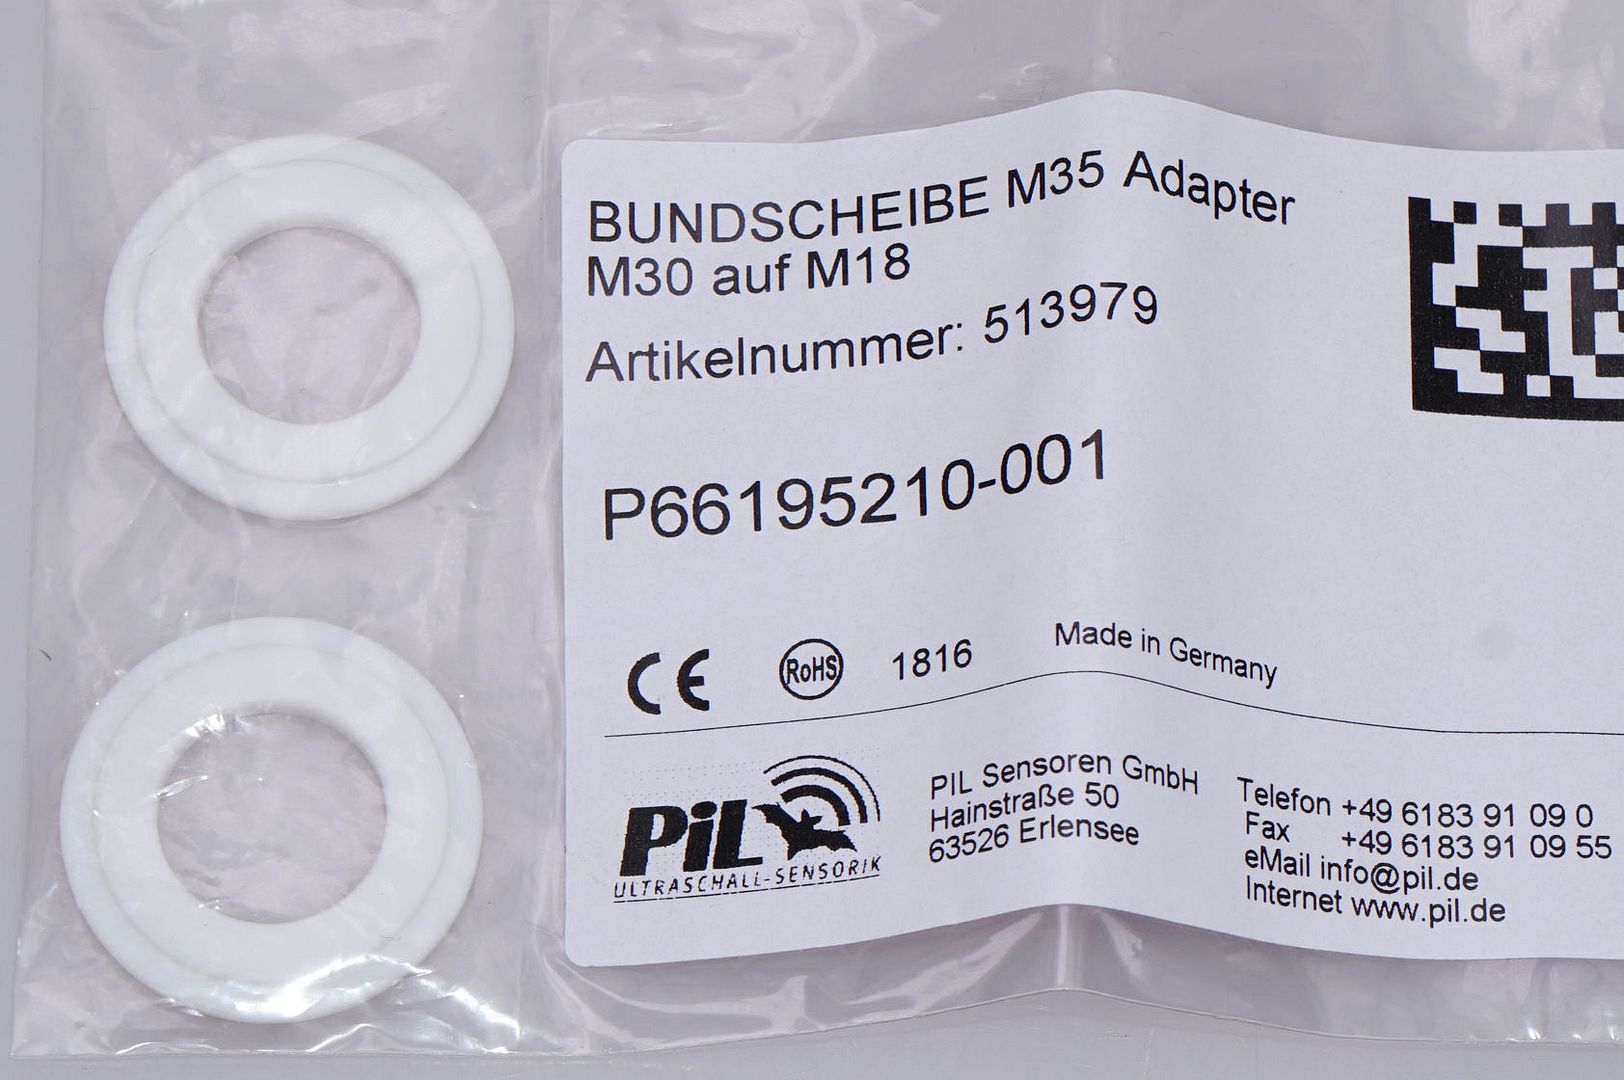 BUNDSCHEIBE M35 Adapter
M30 auf M18
Artikelnummer: 513979
P66195210-001
CE RoHS 1816 Made in Germany
PiL
ULTRASCHALL-SENSORIK
PIL Sensoren GmbH
Hainstraße 50
63526 Erlensee
Telefon +49 6183 91 09 0
Fax +49 6183 91 09 55
eMail info@pil.de
Internet www.pil.de